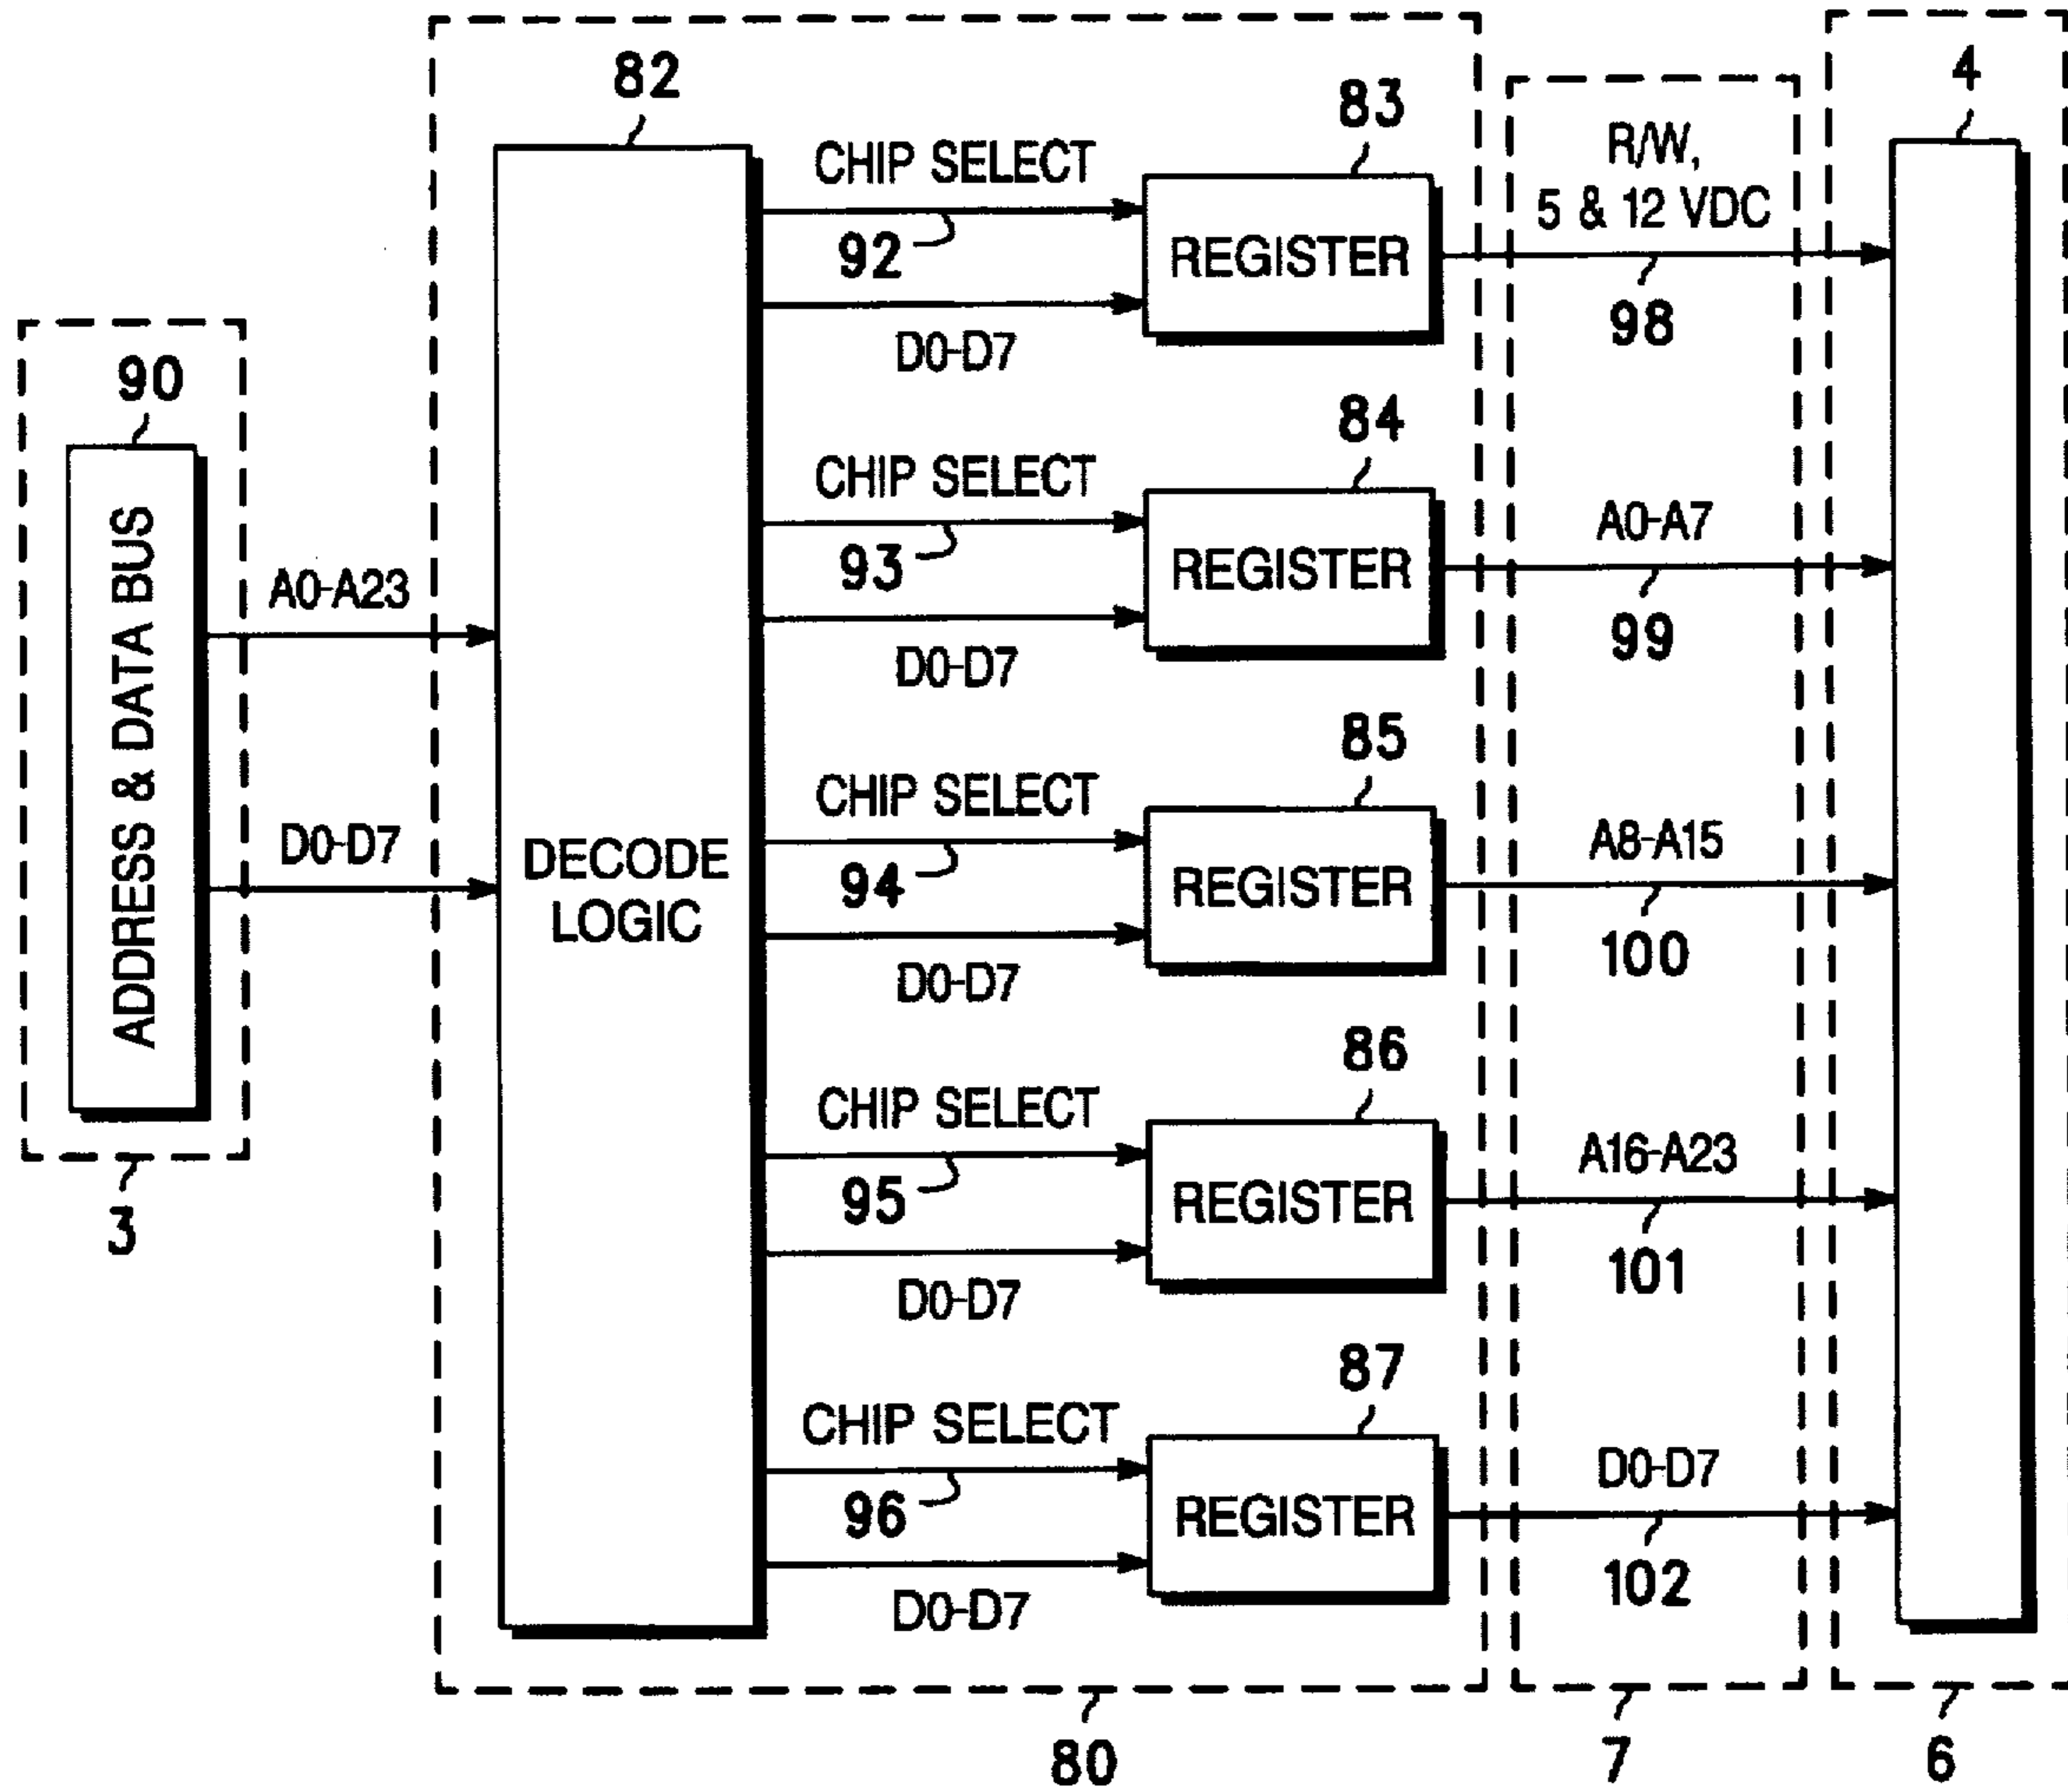 82
CHIP SELECT
92
D0-D7
83
REGISTER
R/W,
5 & 12 VDC
98
4
90
ADDRESS & DATA BUS
3
A0-A23
D0-D7
DECODE
LOGIC
CHIP SELECT
93
D0-D7
84
REGISTER
A0-A7
99
CHIP SELECT
94
D0-D7
85
REGISTER
A8-A15
100
CHIP SELECT
95
D0-D7
86
REGISTER
A16-A23
101
CHIP SELECT
96
D0-D7
87
REGISTER
D0-D7
102
80
7
6